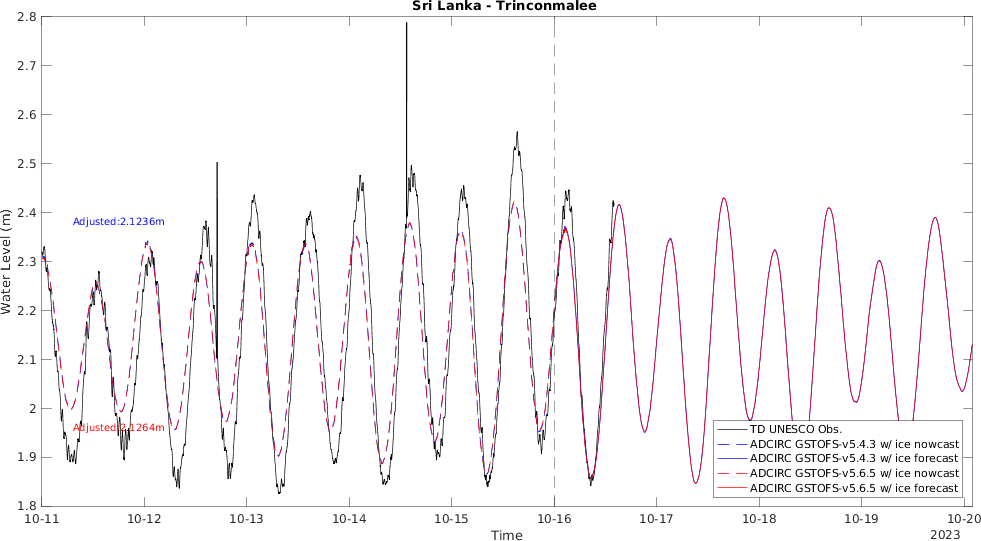 Sri Lanka - Trinconmalee
2.8
2.7
2.6
2.5
2.4
2.3
2.2
2.1
2
1.9
1.8
Water Level (m)
Adjusted:2.1236m
Adjusted:2.1264m
TD UNESCO Obs.
ADCIRC GSTOFS-v5.4.3 w/ ice nowcast
ADCIRC GSTOFS-v5.4.3 w/ ice forecast
ADCIRC GSTOFS-v5.6.5 w/ ice nowcast
ADCIRC GSTOFS-v5.6.5 w/ ice forecast
10-11 10-12 10-13 10-14 10-15 10-16 10-17 10-18 10-19 10-20
Time
2023